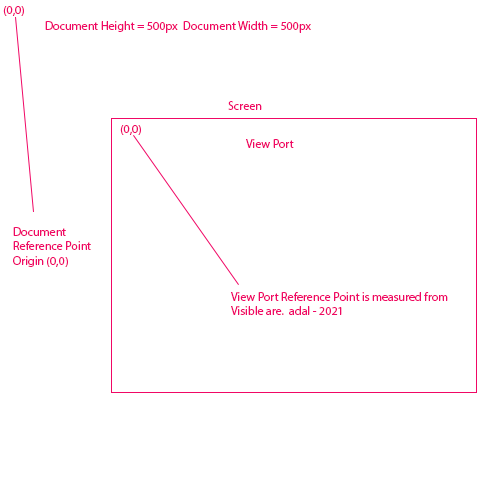 (0,0)
Document Height = 500px  Document Width = 500px
Screen
(0,0)
View Port
Document
Reference Point
Origin (0,0)
View Port Reference Point is measured from
Visible are.  adal - 2021